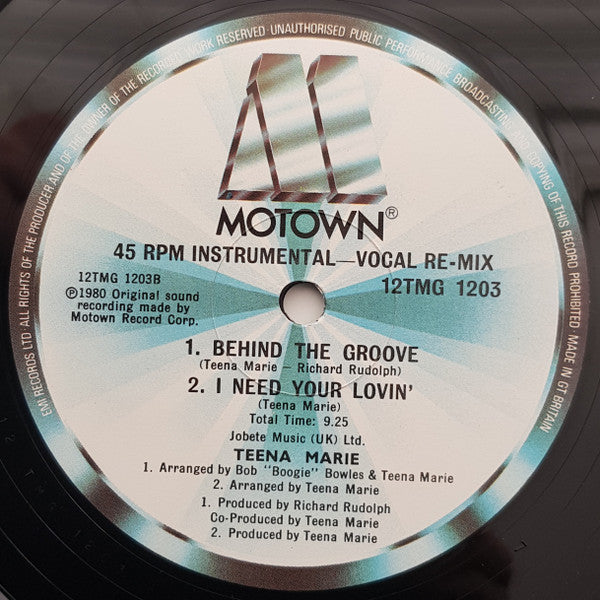 EMI RECORDS LTD. ALL RIGHTS OF THE PRODUCER AND OF THE OWNER OF THE RECORDED WORK RESERVED · UNAUTHORISED PUBLIC PERFORMANCE BROADCASTING AND COPYING OF THIS RECORD PROHIBITED · MADE IN GT BRITAIN
MOTOWN®
45 RPM INSTRUMENTAL—VOCAL RE-MIX
12TMG 1203B
12TMG 1203
℗1980 Original sound
recording made by
Motown Record Corp.
1. BEHIND THE GROOVE
(Teena Marie – Richard Rudolph)
2. I NEED YOUR LOVIN'
(Teena Marie)
Total Time: 9.25
Jobete Music (UK) Ltd.
TEENA MARIE
1. Arranged by Bob "Boogie" Bowles & Teena Marie
2. Arranged by Teena Marie
1. Produced by Richard Rudolph
Co-Produced by Teena Marie
2. Produced by Teena Marie